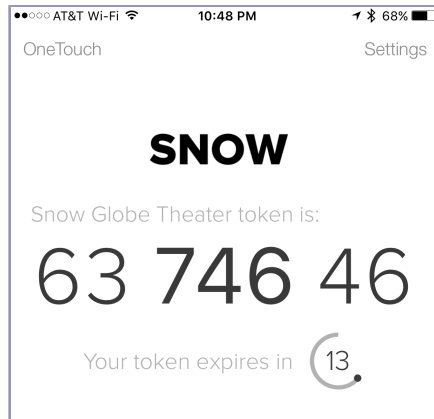 AT&T Wi-Fi 10:48 PM 68%
OneTouch Settings
SNOW
Snow Globe Theater token is:
63 746 46
Your token expires in 13